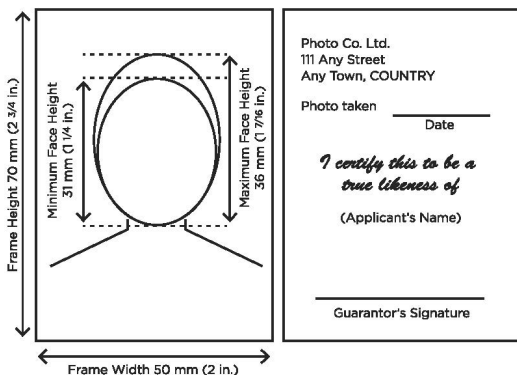 Frame Height 70 mm (2 3/4 in.)
Minimum Face Height
31 mm (1 1/4 in.)
Maximum Face Height
36 mm (1 7/16 in.)
Frame Width 50 mm (2 in.)
Photo Co. Ltd.
111 Any Street
Any Town, COUNTRY
Photo taken
Date
I certify this to be a
true likeness of
(Applicant's Name)
Guarantor's Signature